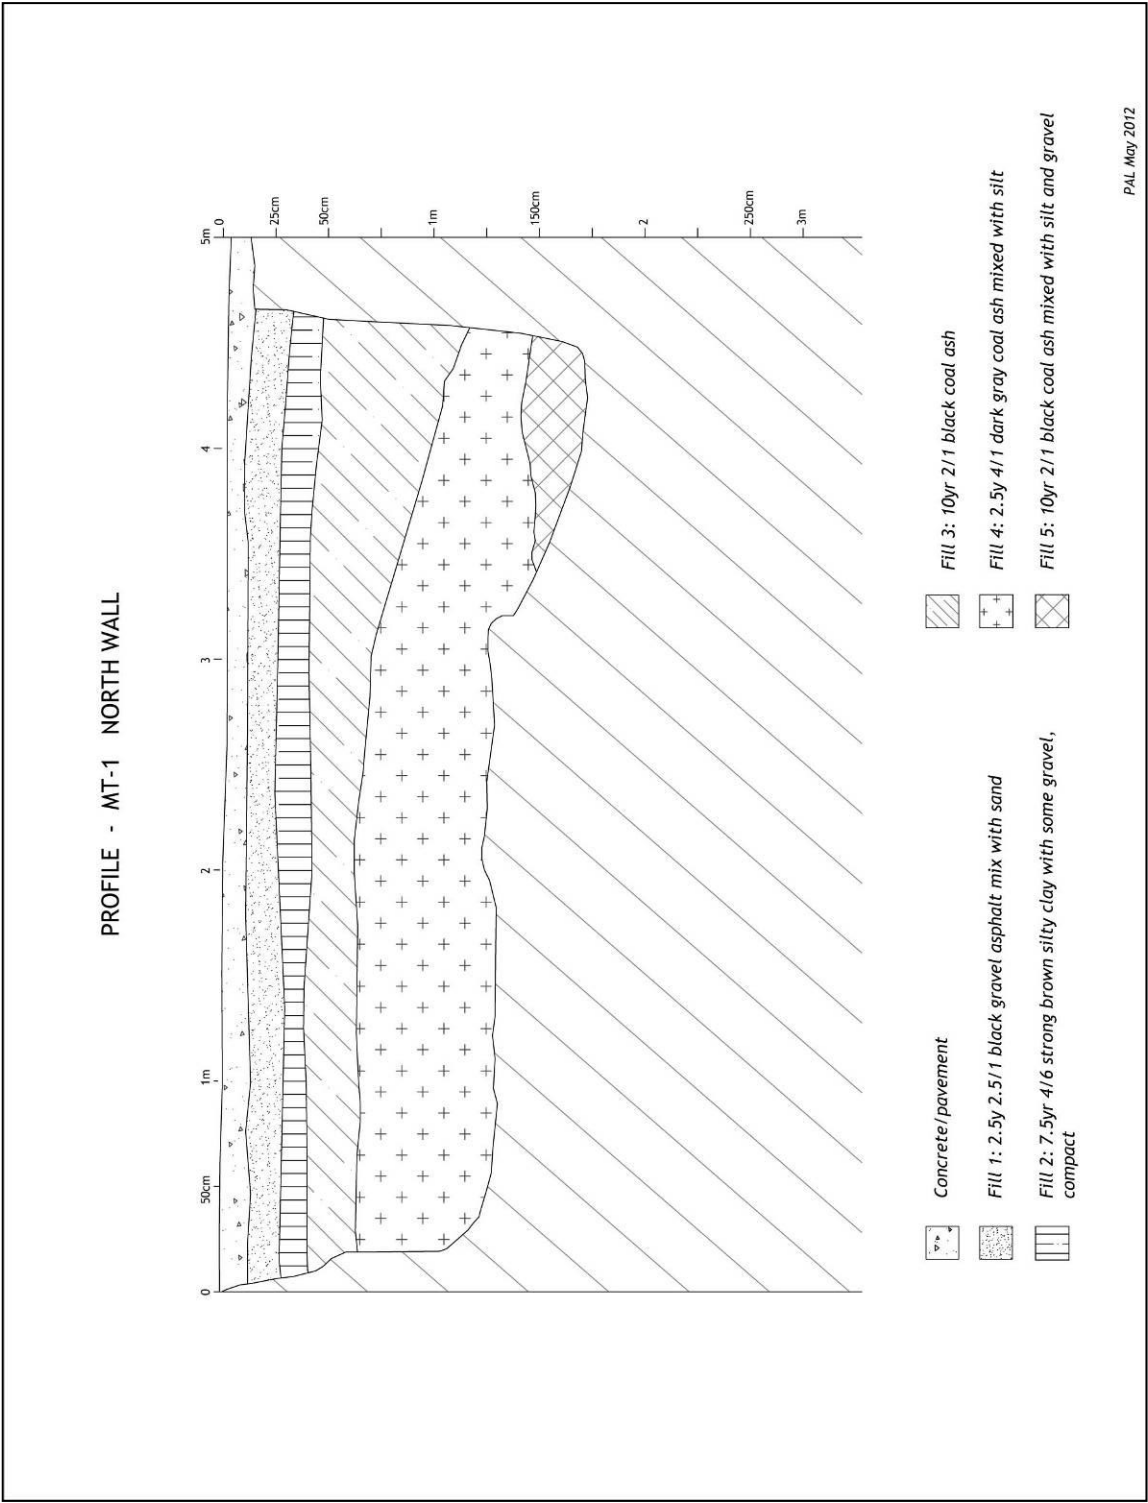 PROFILE - MT-1 NORTH WALL
0
50cm
1m
2
3
4
5m
0
25cm
50cm
1m
150cm
2
250cm
3m
Concrete/pavement
Fill 1: 2.5y 2.5/1 black gravel asphalt mix with sand
Fill 2: 7.5yr 4/6 strong brown silty clay with some gravel,
compact
Fill 3: 10yr 2/1 black coal ash
Fill 4: 2.5y 4/1 dark gray coal ash mixed with silt
Fill 5: 10yr 2/1 black coal ash mixed with silt and gravel
PAL May 2012